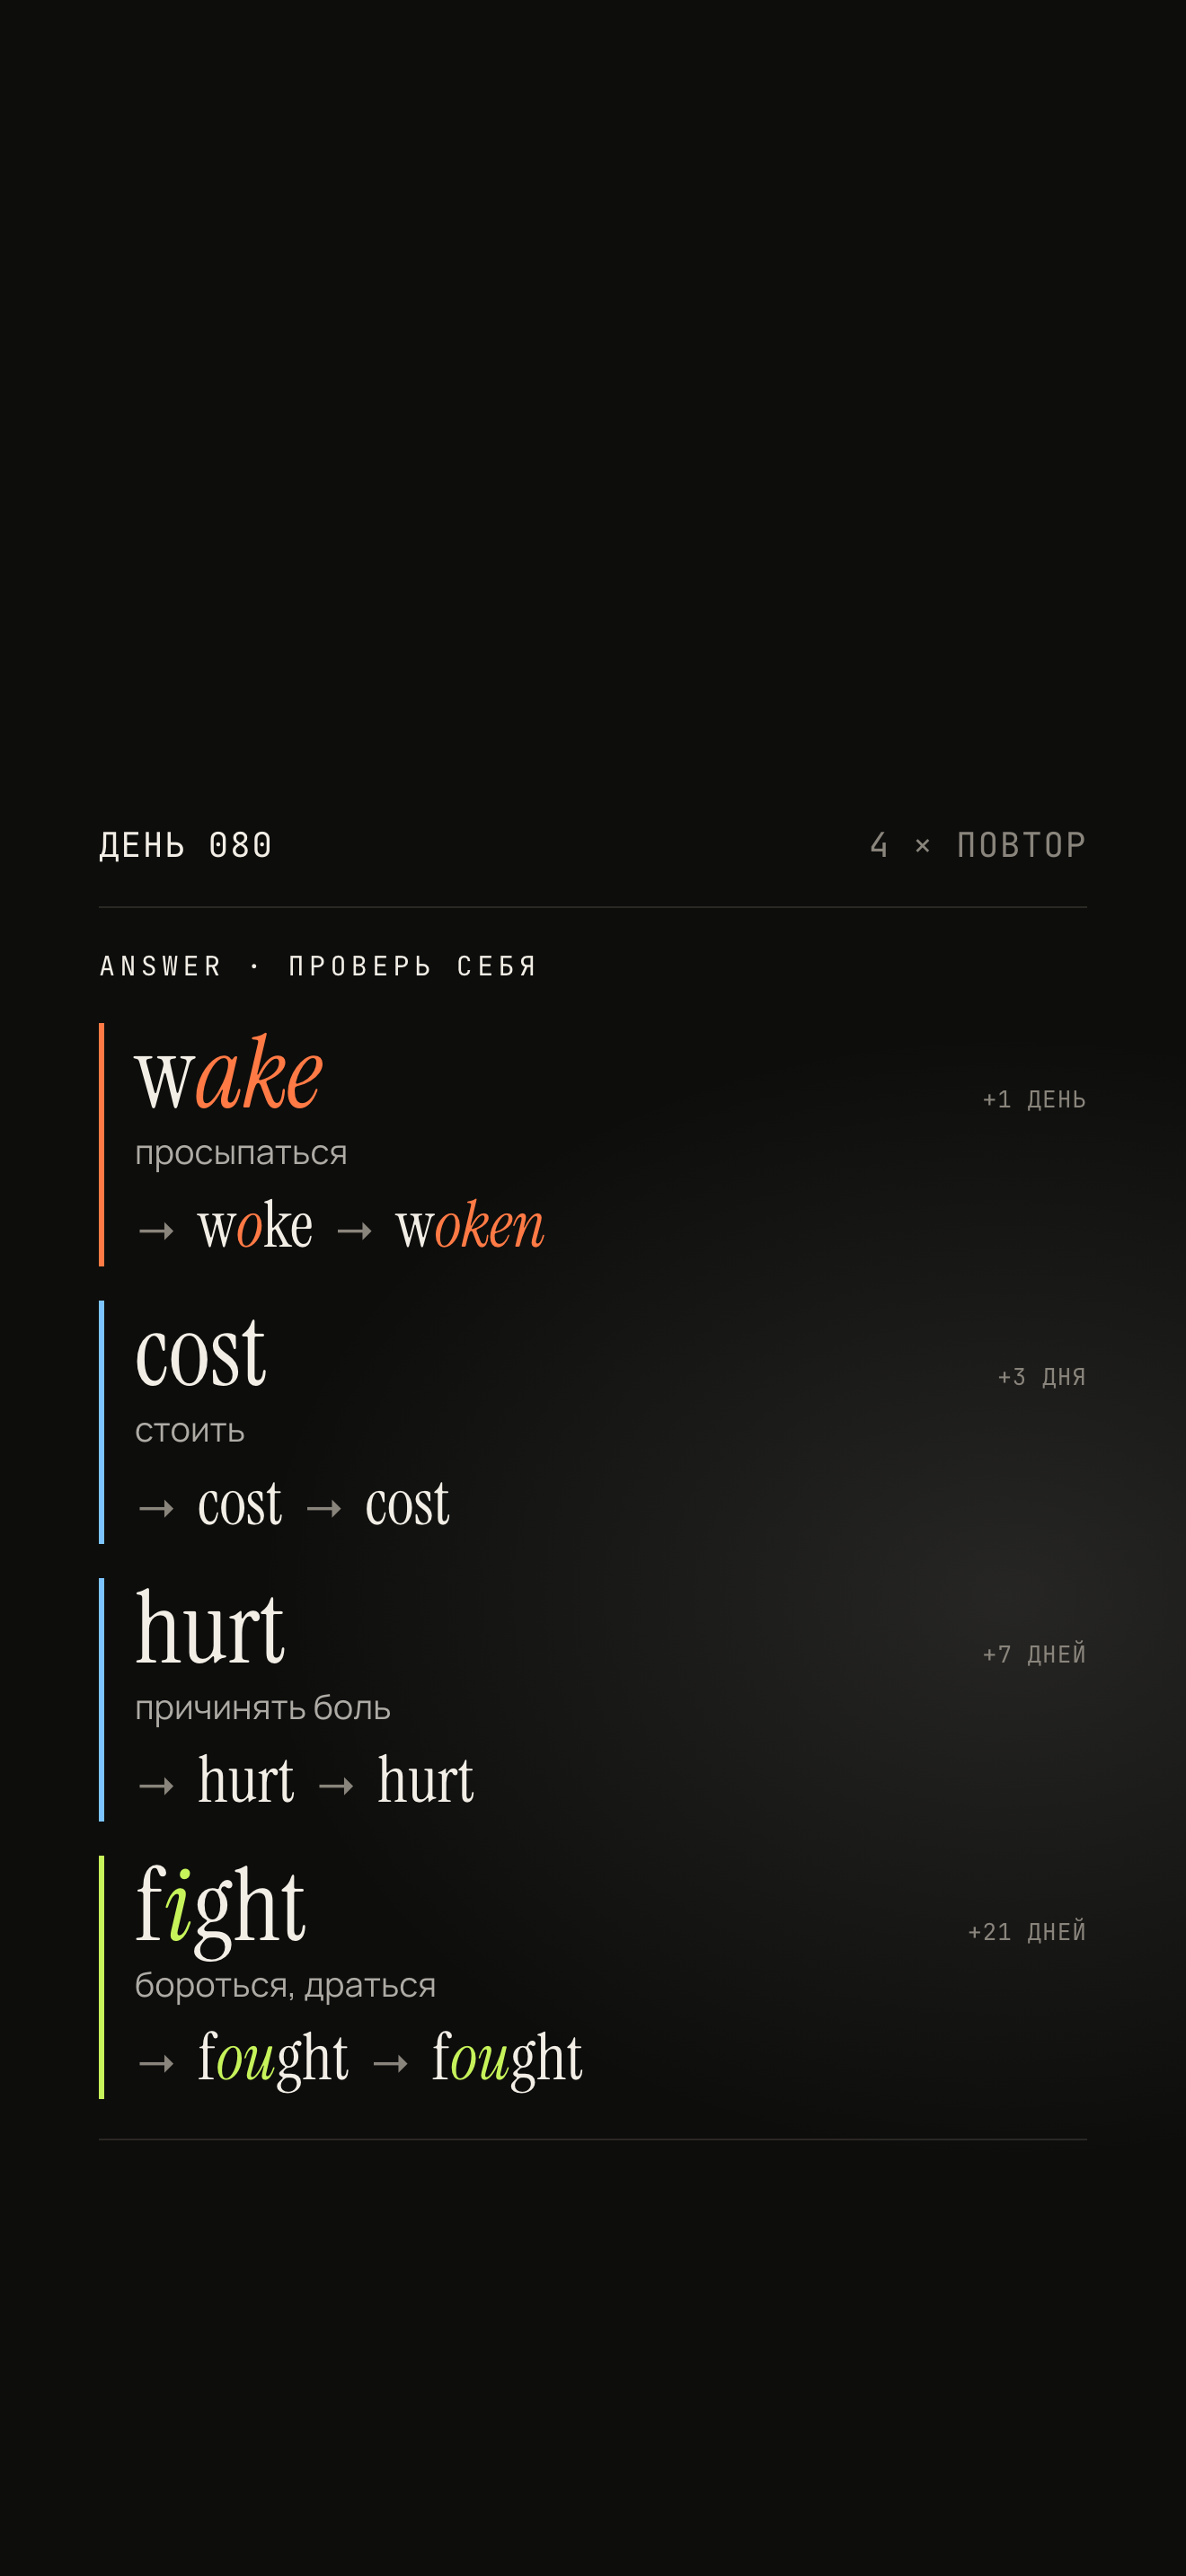 ДЕНЬ 080
4 × ПОВТОР
ANSWER · ПРОВЕРЬ СЕБЯ
wake
+1 ДЕНЬ
просыпаться
→ woke → woken
cost
+3 ДНЯ
стоить
→ cost → cost
hurt
+7 ДНЕЙ
причинять боль
→ hurt → hurt
fight
+21 ДНЕЙ
бороться, драться
→ fought → fought